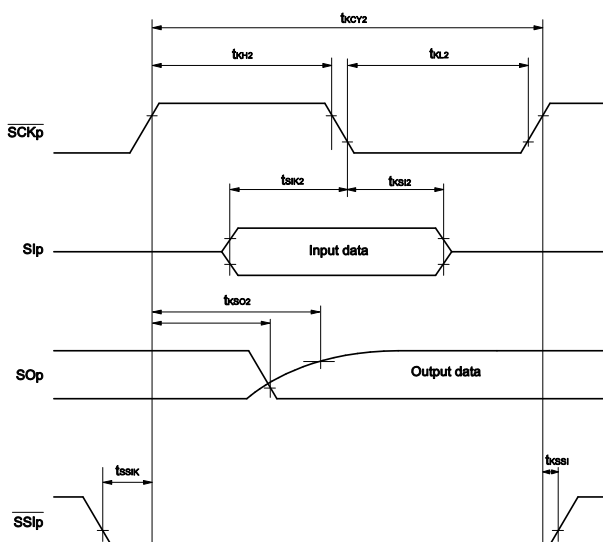 tKCY2
tKH2
tKL2
SCKp
tSIK2
tKSI2
SIp
Input data
tKSO2
SOp
Output data
tSSIK
tKSSI
SSIp